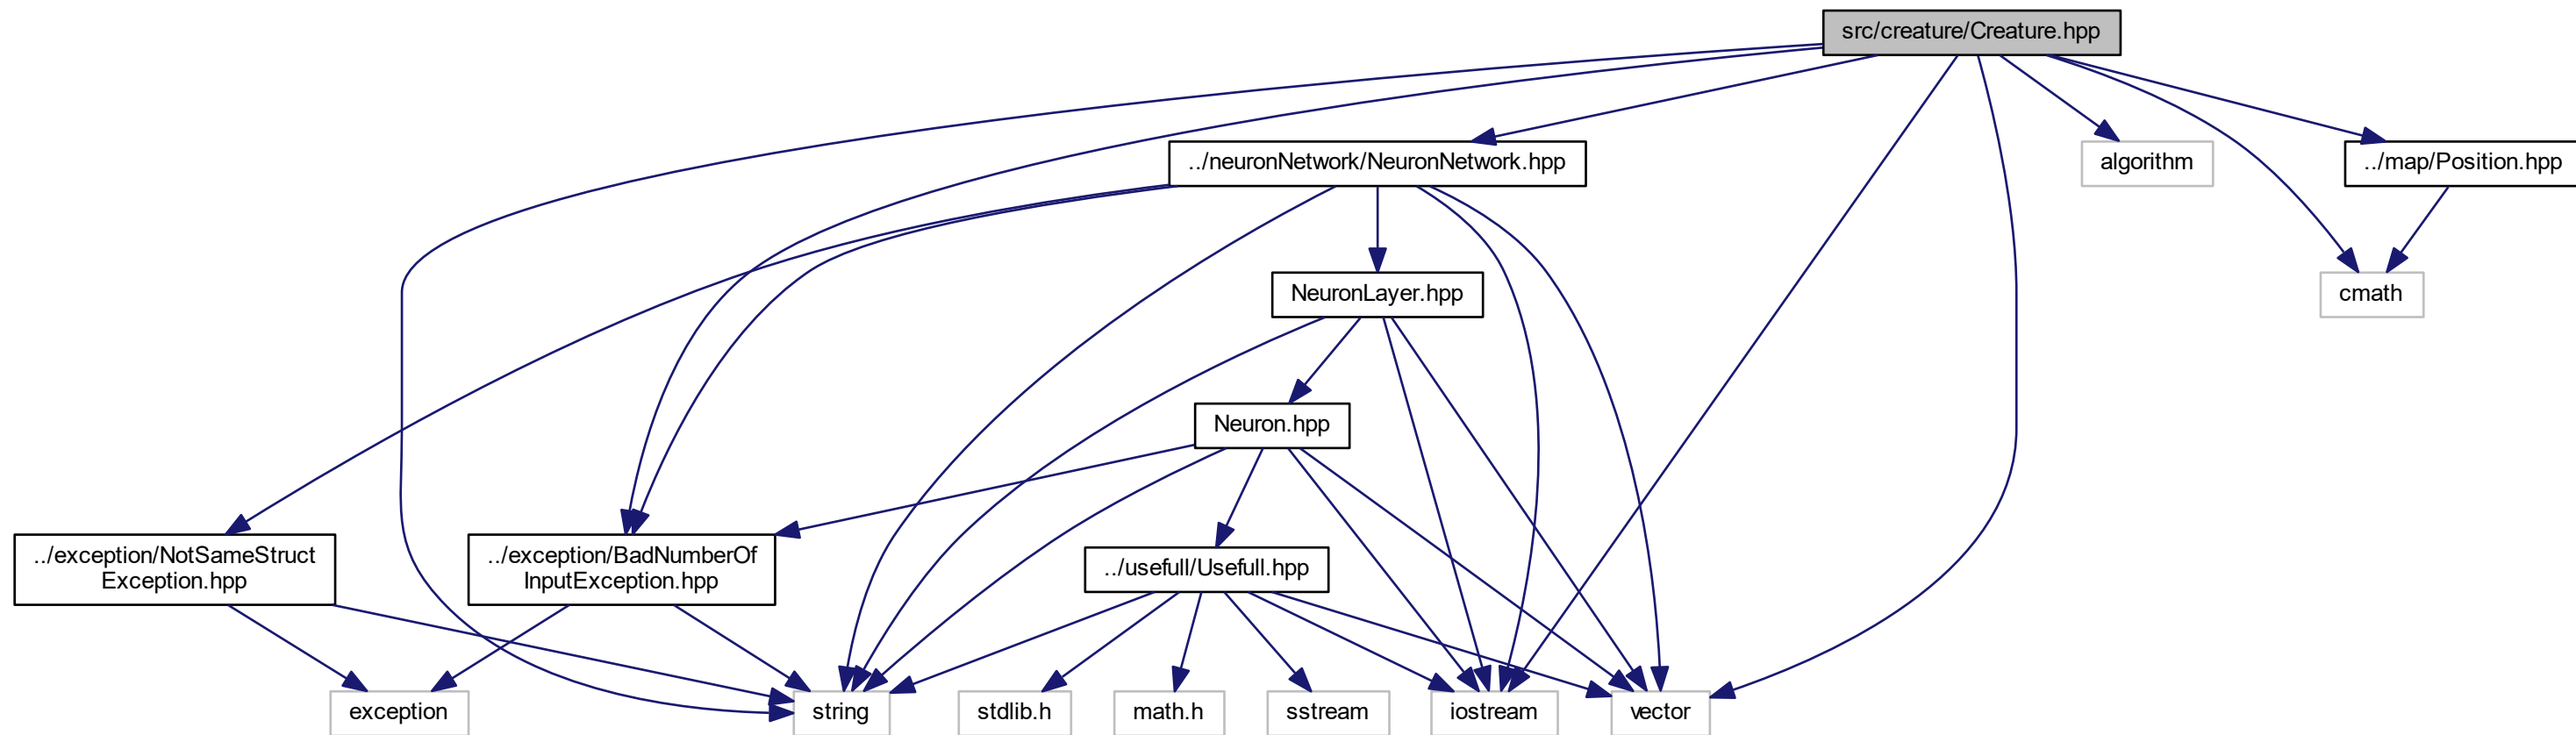 src/creature/Creature.hpp
../neuronNetwork/NeuronNetwork.hpp
algorithm
../map/Position.hpp
NeuronLayer.hpp
cmath
Neuron.hpp
../exception/NotSameStruct
Exception.hpp
../exception/BadNumberOf
InputException.hpp
../usefull/Usefull.hpp
exception
string
stdlib.h
math.h
sstream
iostream
vector